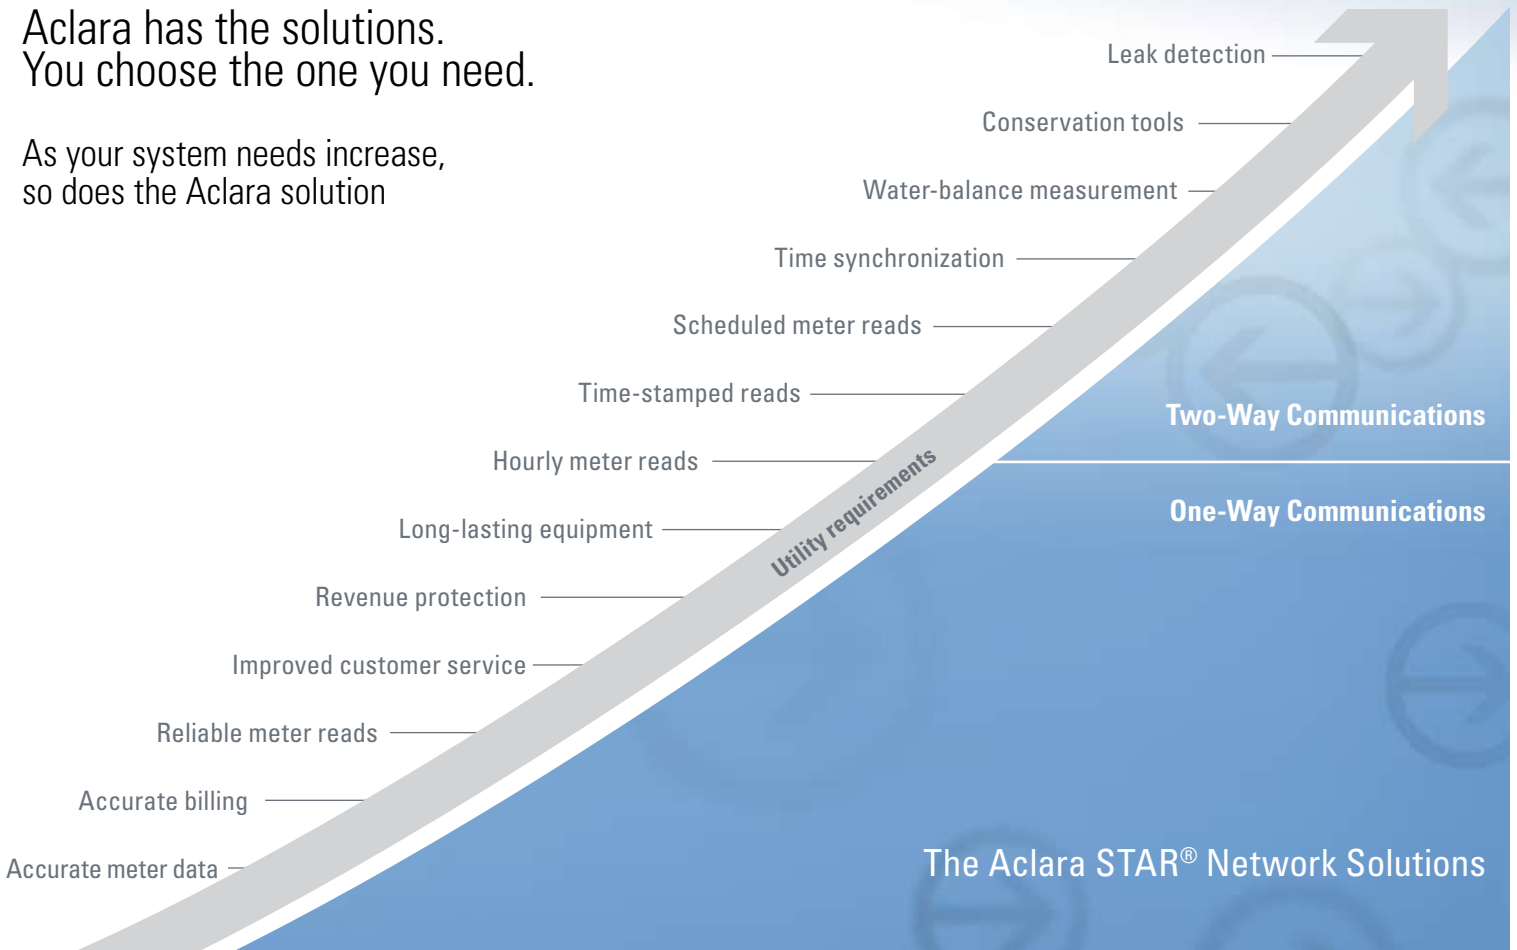 Aclara has the solutions.
You choose the one you need.
As your system needs increase,
so does the Aclara solution
Leak detection
Conservation tools
Water-balance measurement
Time synchronization
Scheduled meter reads
Time-stamped reads
Hourly meter reads
Long-lasting equipment
Revenue protection
Improved customer service
Reliable meter reads
Accurate billing
Accurate meter data
Utility requirements
Two-Way Communications
One-Way Communications
The Aclara STAR® Network Solutions